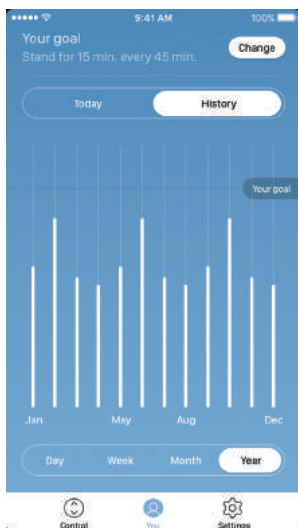 9:41 AM 100%
Your goal
Stand for 15 min. every 45 min.
Change
Today History
Your goal
Jan May Aug Dec
Day Week Month Year
Control You Settings